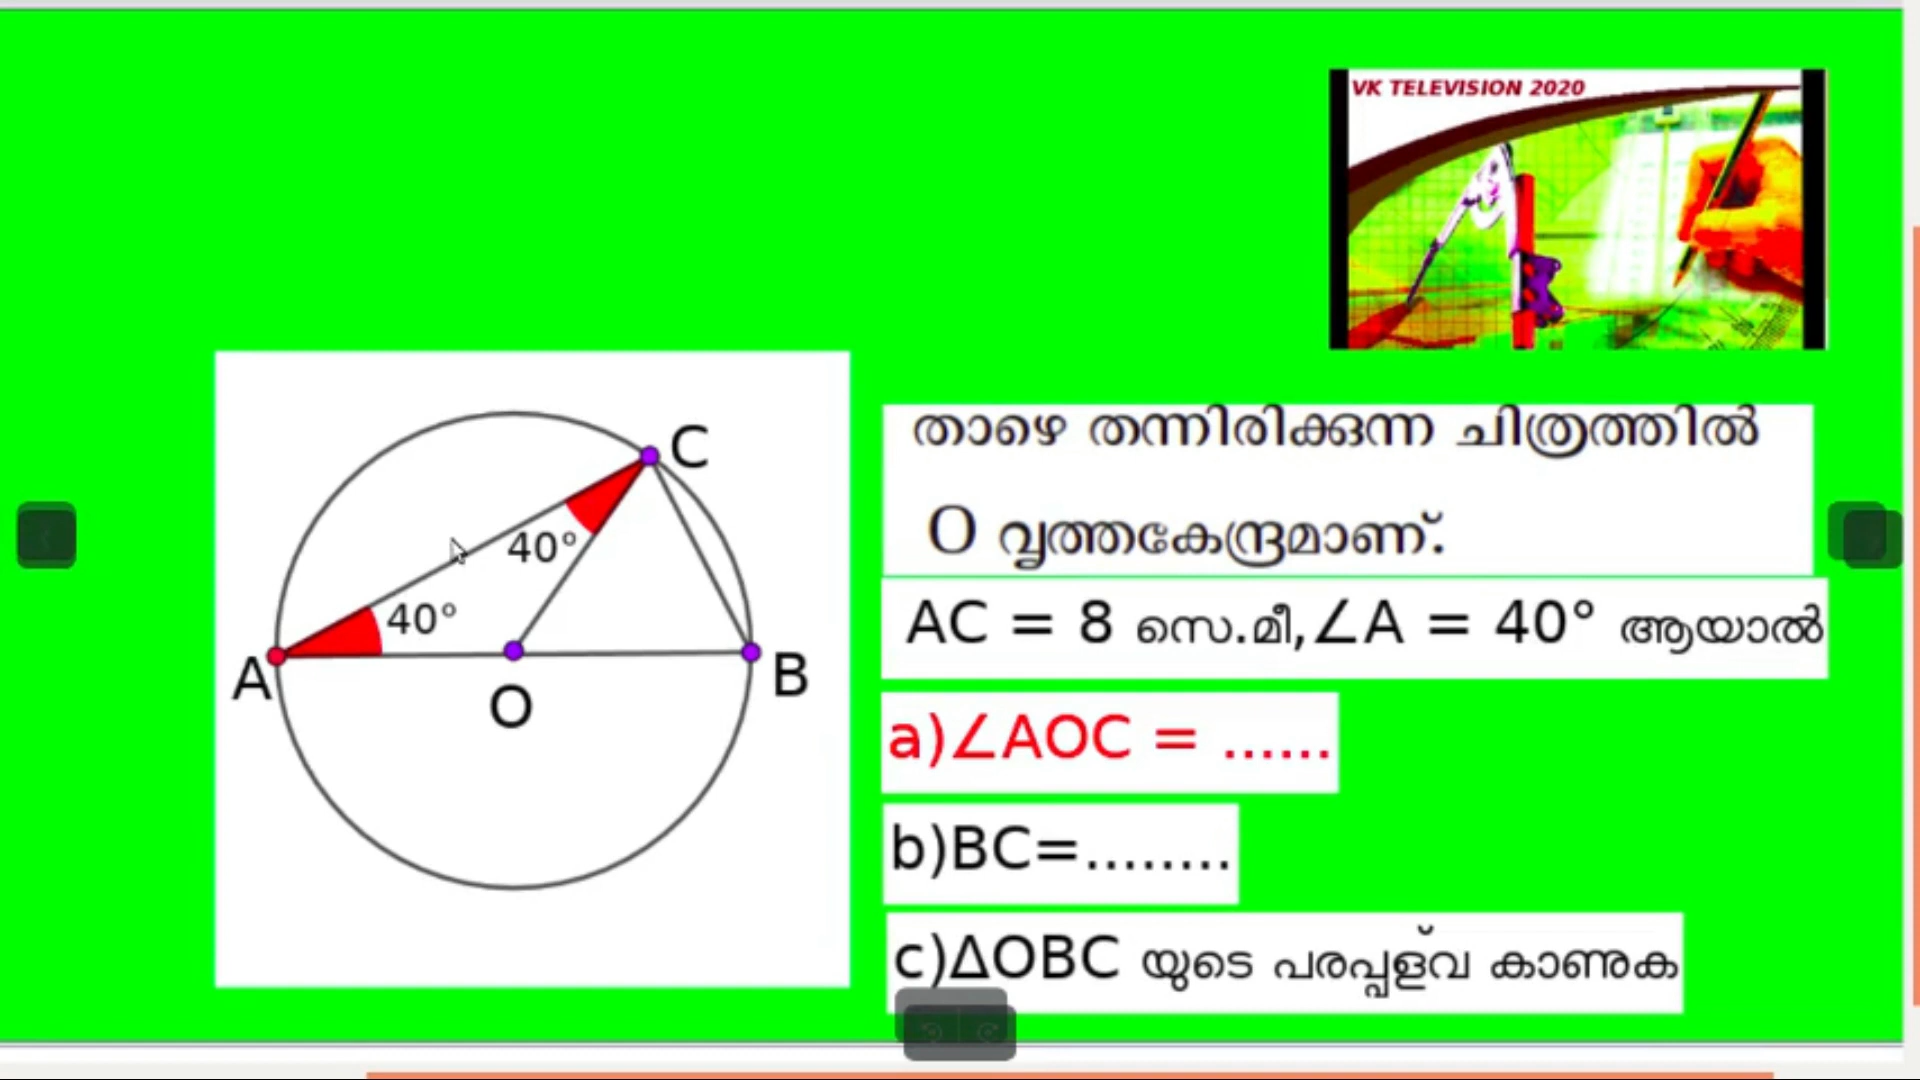 VK TELEVISION 2020
താഴെ തന്നിരിക്കുന്ന ചിത്രത്തിൽ
O വൃത്തകേന്ദ്രമാണ്.
AC = 8 സെ.മീ,∠A = 40° ആയാൽ
a)∠AOC = ......
b)BC=........
c)ΔOBC യുടെ പരപ്പളവ് കാണുക
C
40°
40°
A
B
O